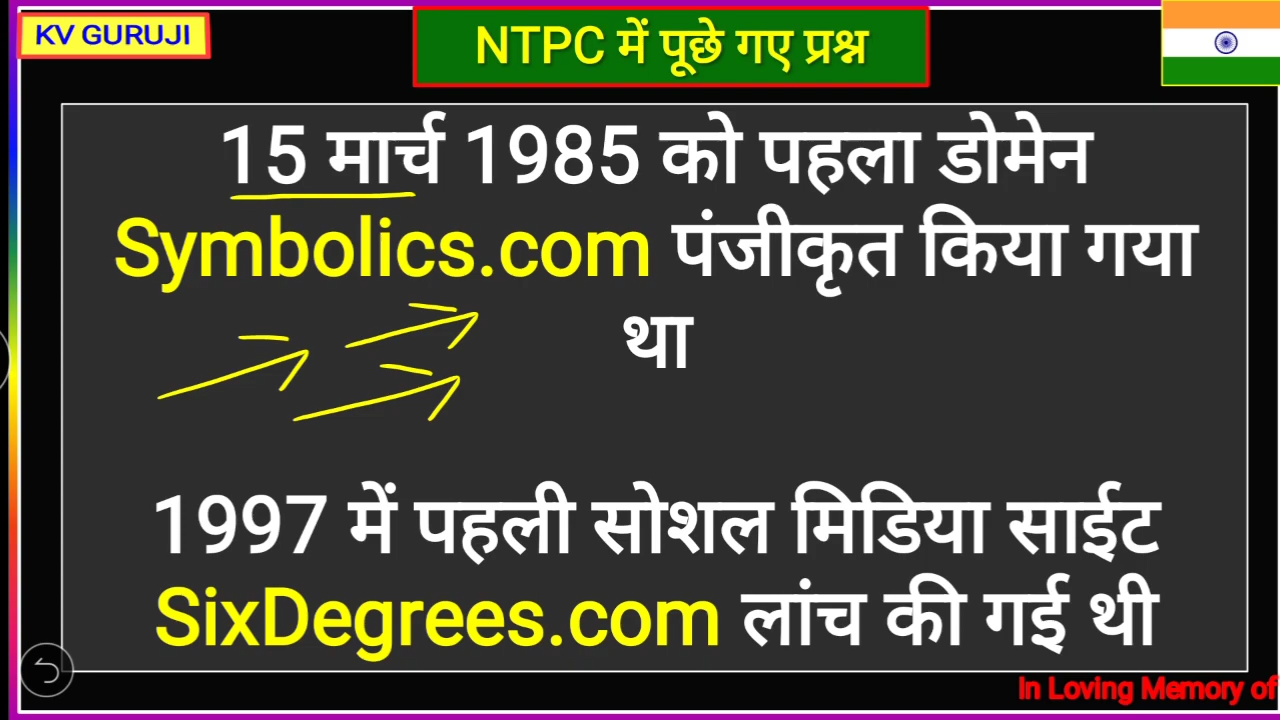 KV GURUJI
NTPC में पूछे गए प्रश्न
15 मार्च 1985 को पहला डोमेन
Symbolics.com पंजीकृत किया गया
था
1997 में पहली सोशल मिडिया साईट
SixDegrees.com लांच की गई थी
In Loving Memory of